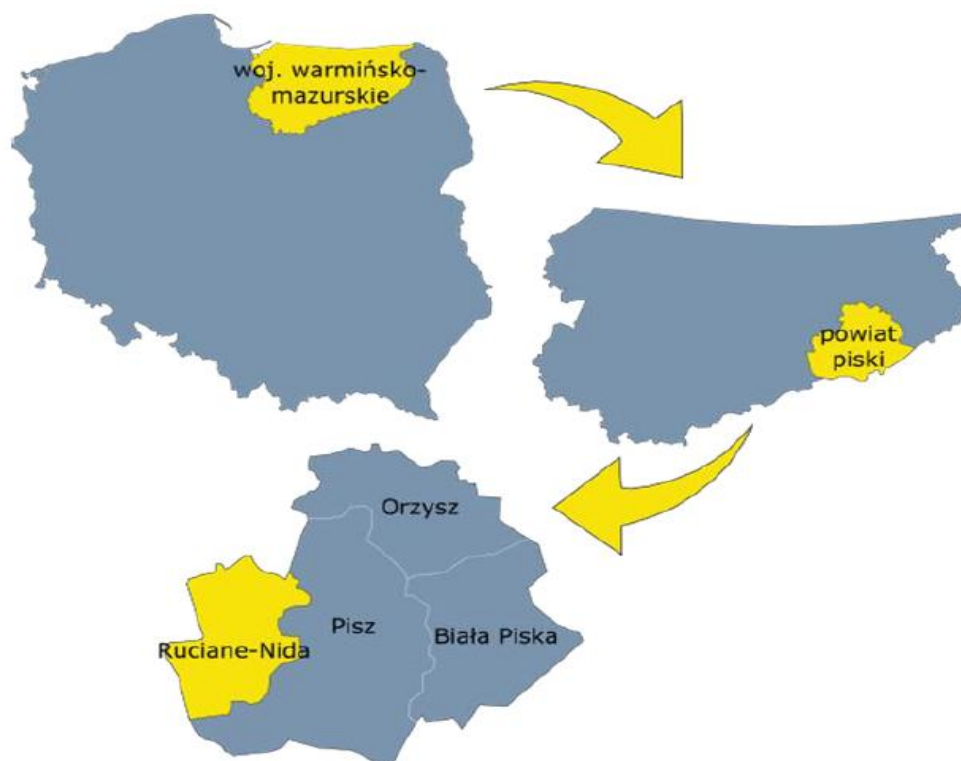 woj. warmińsko-
mazurskie
powiat
piski
Orzysz
Pisz
Biała Piska
Ruciane-Nida